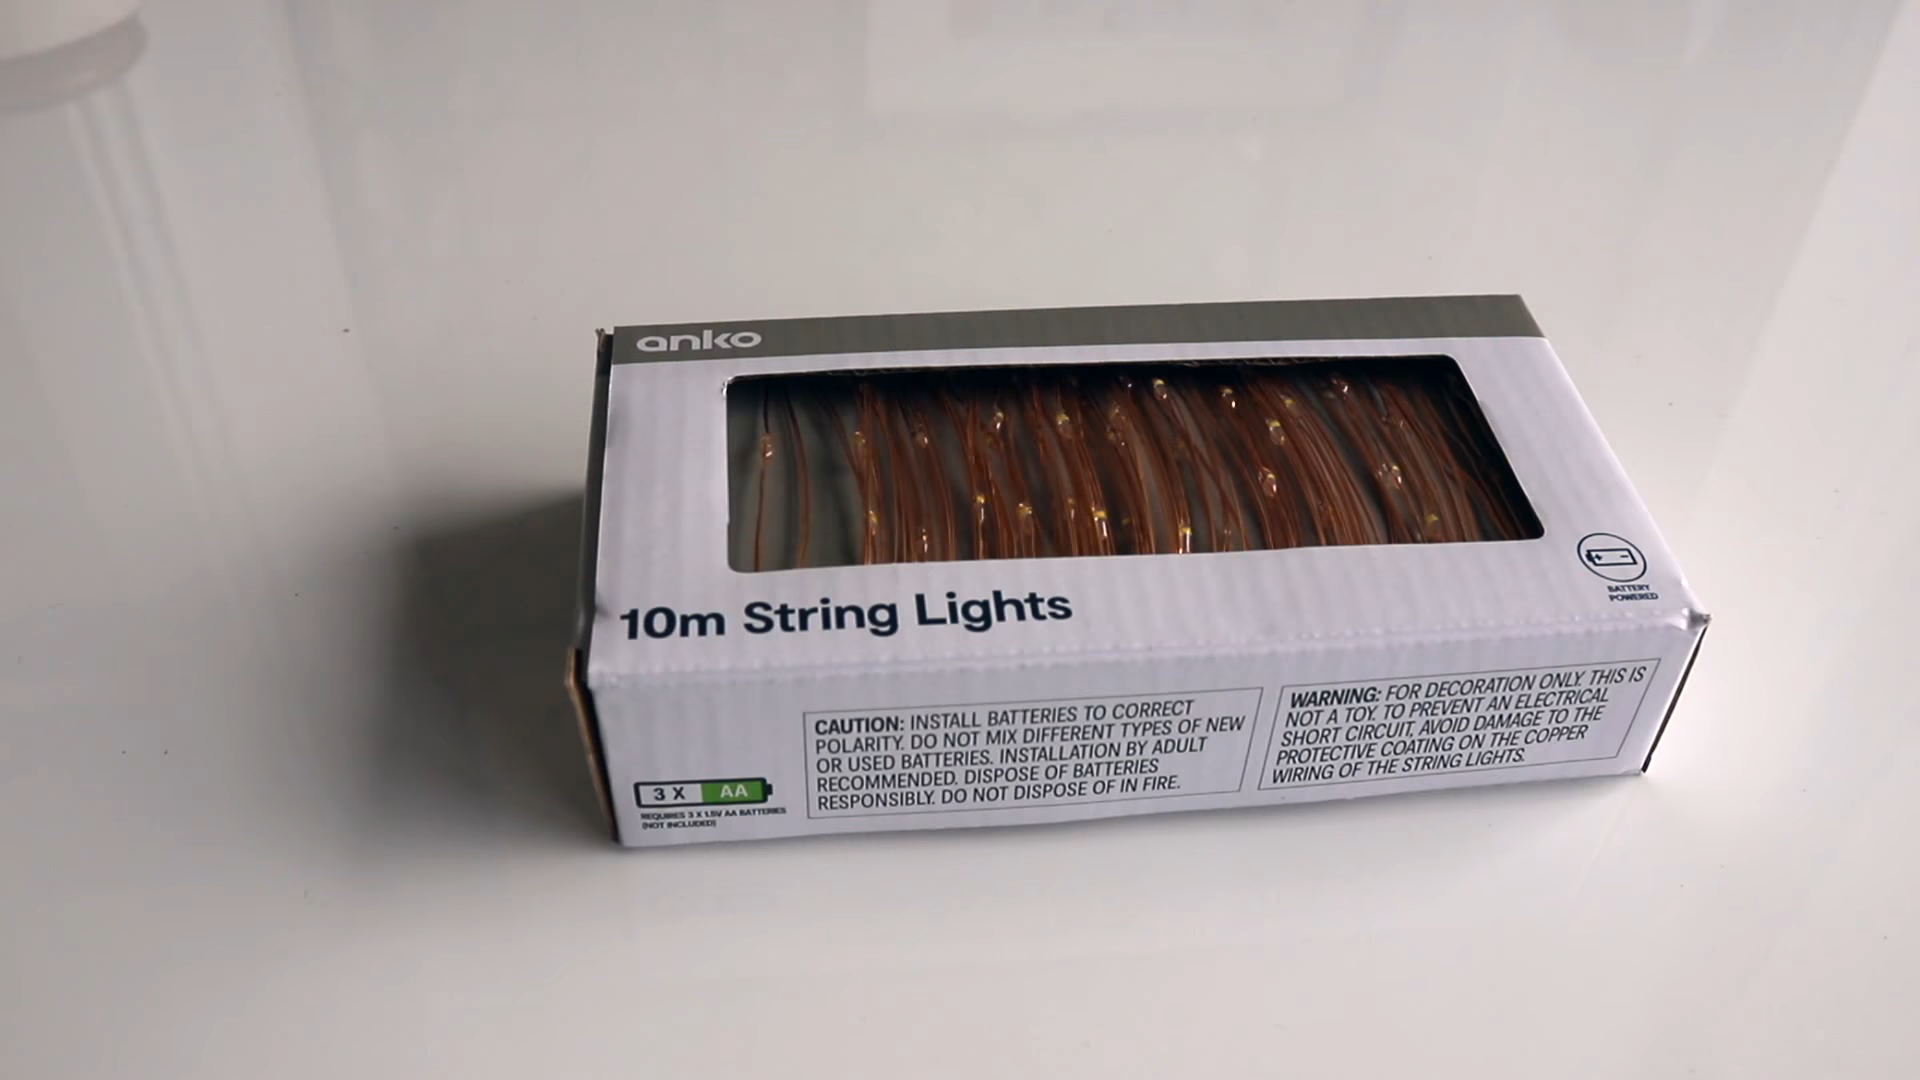 anko
10m String Lights
BATTERY
POWERED
3 X AA
REQUIRES 3 X 1.5V AA BATTERIES
(NOT INCLUDED)
CAUTION: INSTALL BATTERIES TO CORRECT
POLARITY. DO NOT MIX DIFFERENT TYPES OF NEW
OR USED BATTERIES. INSTALLATION BY ADULT
RECOMMENDED. DISPOSE OF BATTERIES
RESPONSIBLY. DO NOT DISPOSE OF IN FIRE.
WARNING: FOR DECORATION ONLY. THIS IS
NOT A TOY. TO PREVENT AN ELECTRICAL
SHORT CIRCUIT, AVOID DAMAGE TO THE
PROTECTIVE COATING ON THE COPPER
WIRING OF THE STRING LIGHTS.